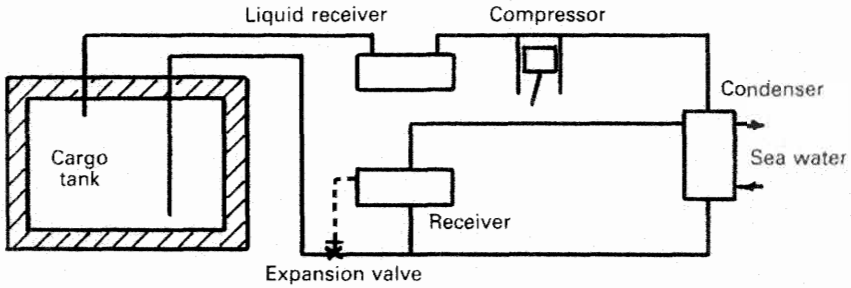 Liquid receiver
Compressor
Condenser
Cargo
tank
Sea water
Receiver
Expansion valve